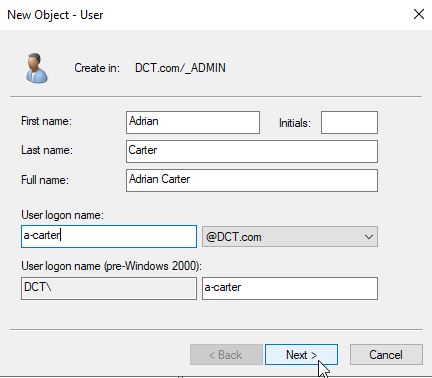 New Object - User
Create in: DCT.com/_ADMIN
First name: Adrian Initials:
Last name: Carter
Full name: Adrian Carter
User logon name:
a-carter @DCT.com
User logon name (pre-Windows 2000):
DCT\ a-carter
< Back Next > Cancel